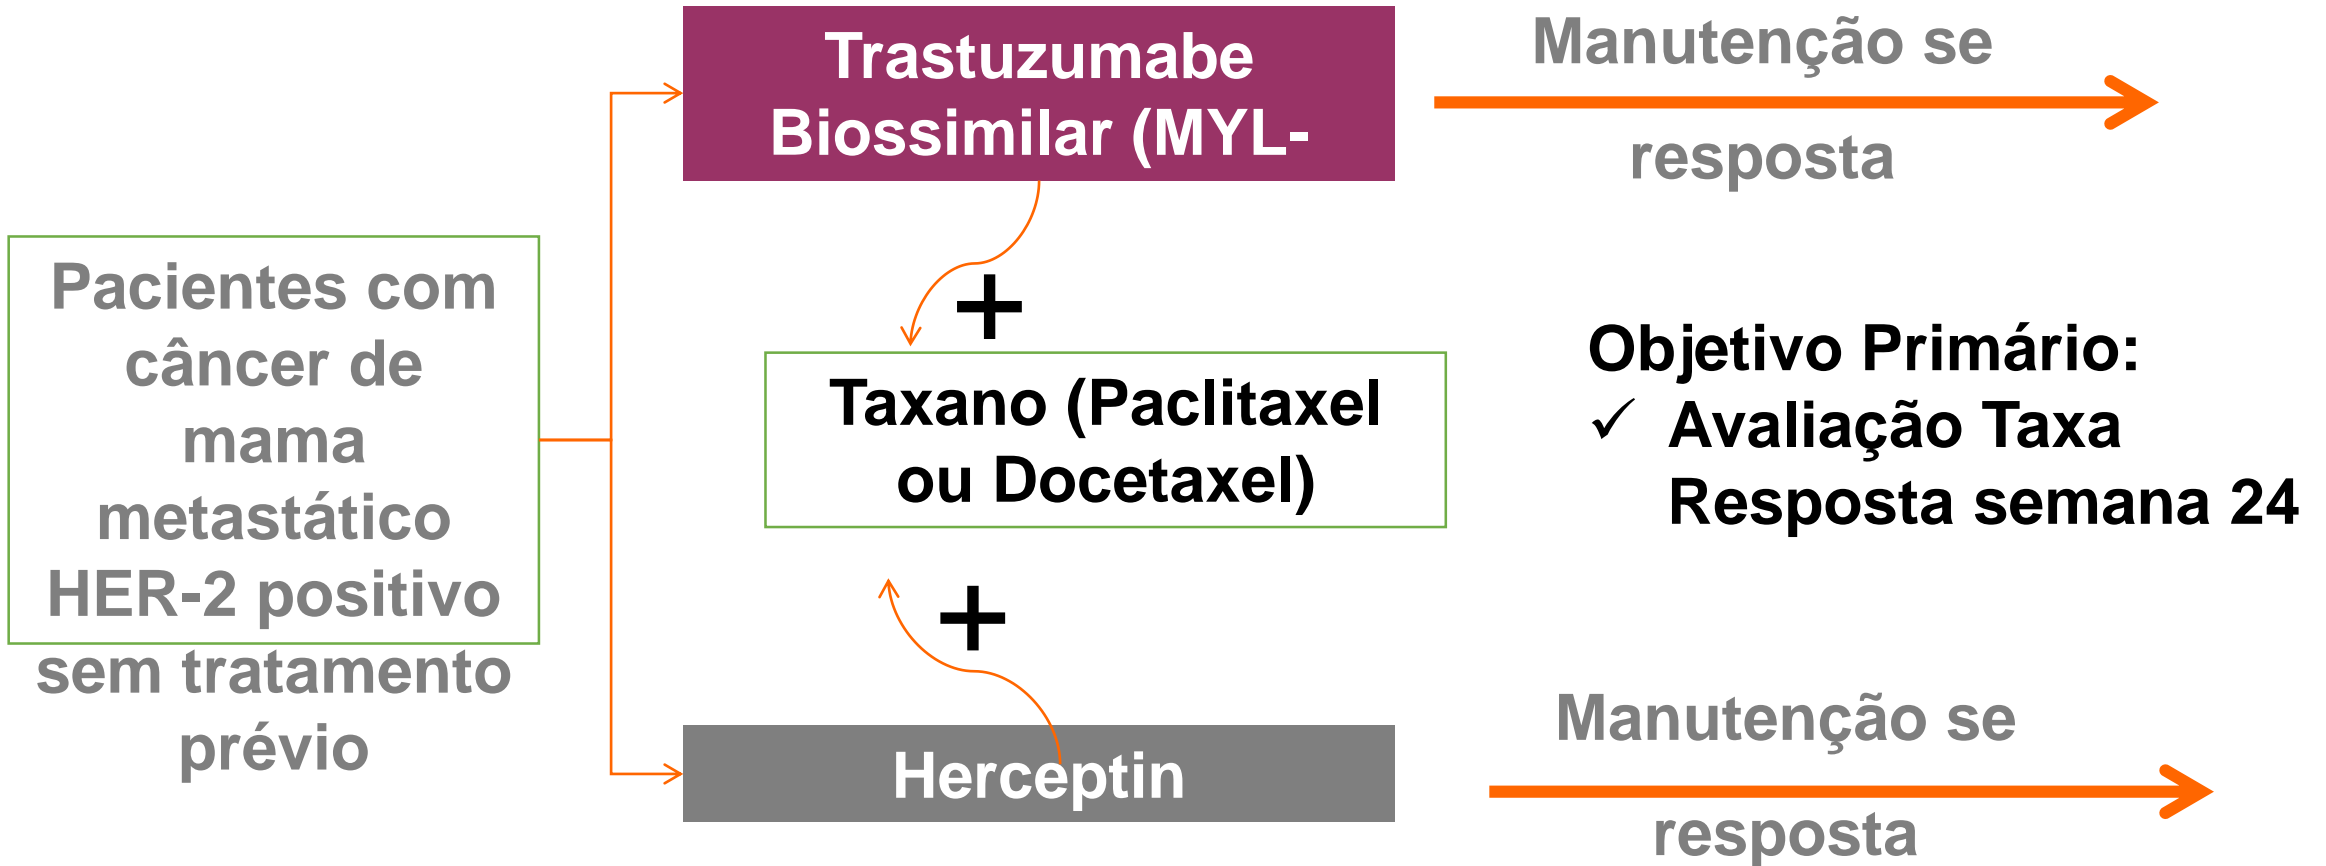 Pacientes com
câncer de
mama
metastático
HER-2 positivo
sem tratamento
prévio
Trastuzumabe
Biossimilar (MYL-
+
Taxano (Paclitaxel
ou Docetaxel)
+
Herceptin
Manutenção se
resposta
Objetivo Primário:
✓ Avaliação Taxa
Resposta semana 24
Manutenção se
resposta